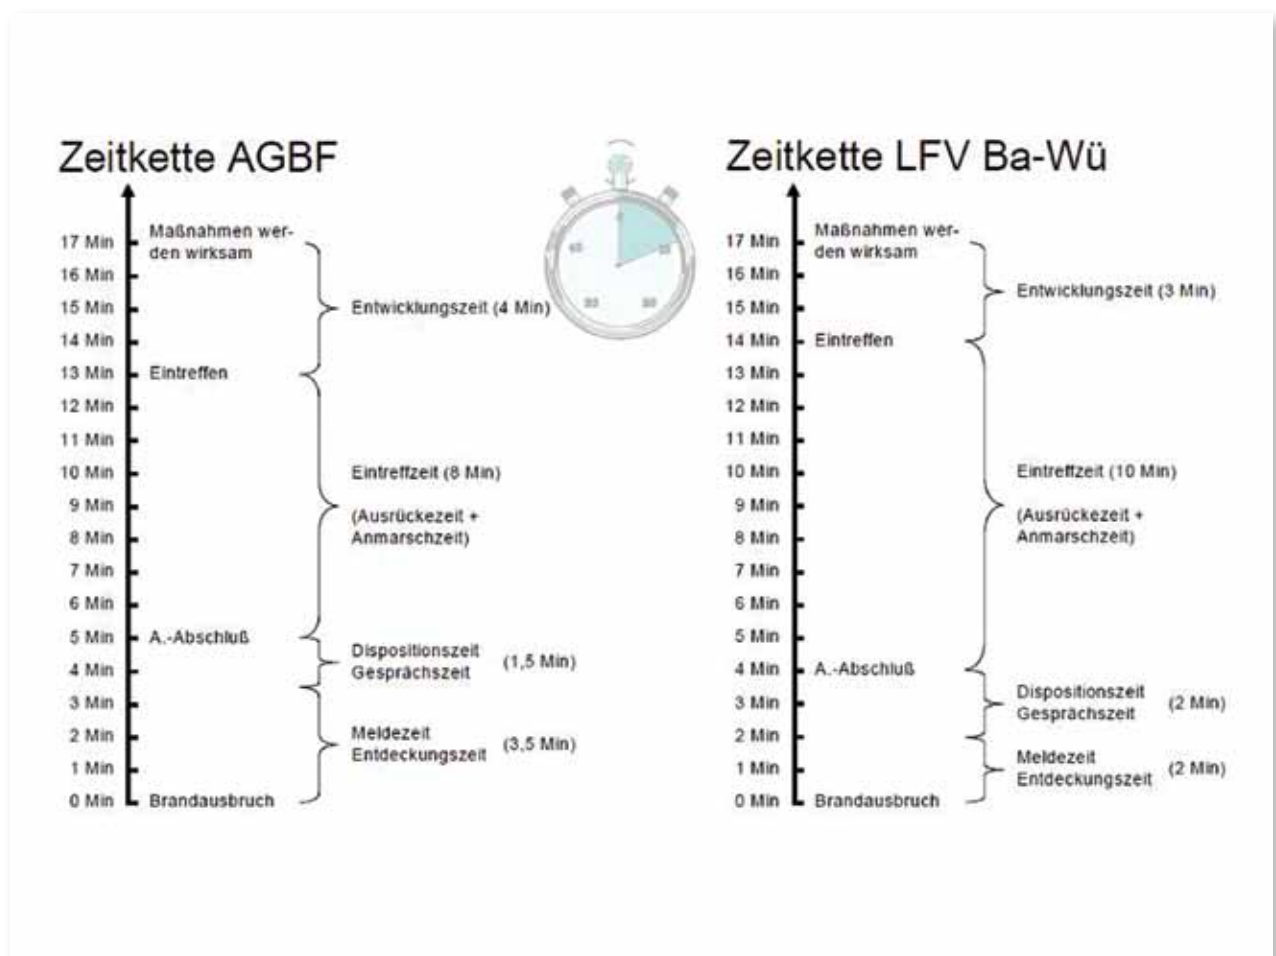 Zeitkette AGBF
17 Min
16 Min
15 Min
14 Min
13 Min
12 Min
11 Min
10 Min
9 Min
8 Min
7 Min
6 Min
5 Min
4 Min
3 Min
2 Min
1 Min
0 Min
Maßnahmen wer-
den wirksam
Eintreffen
A.-Abschluß
Brandausbruch
Entwicklungszeit (4 Min)
Eintreffzeit (8 Min)
(Ausrückezeit +
Anmarschzeit)
Dispositionszeit
Gesprächszeit
(1,5 Min)
Meldezeit
Entdeckungszeit
(3,5 Min)
Zeitkette LFV Ba-Wü
17 Min
16 Min
15 Min
14 Min
13 Min
12 Min
11 Min
10 Min
9 Min
8 Min
7 Min
6 Min
5 Min
4 Min
3 Min
2 Min
1 Min
0 Min
Maßnahmen wer-
den wirksam
Eintreffen
A.-Abschluß
Brandausbruch
Entwicklungszeit (3 Min)
Eintreffzeit (10 Min)
(Ausrückezeit +
Anmarschzeit)
Dispositionszeit
Gesprächszeit
(2 Min)
Meldezeit
Entdeckungszeit
(2 Min)